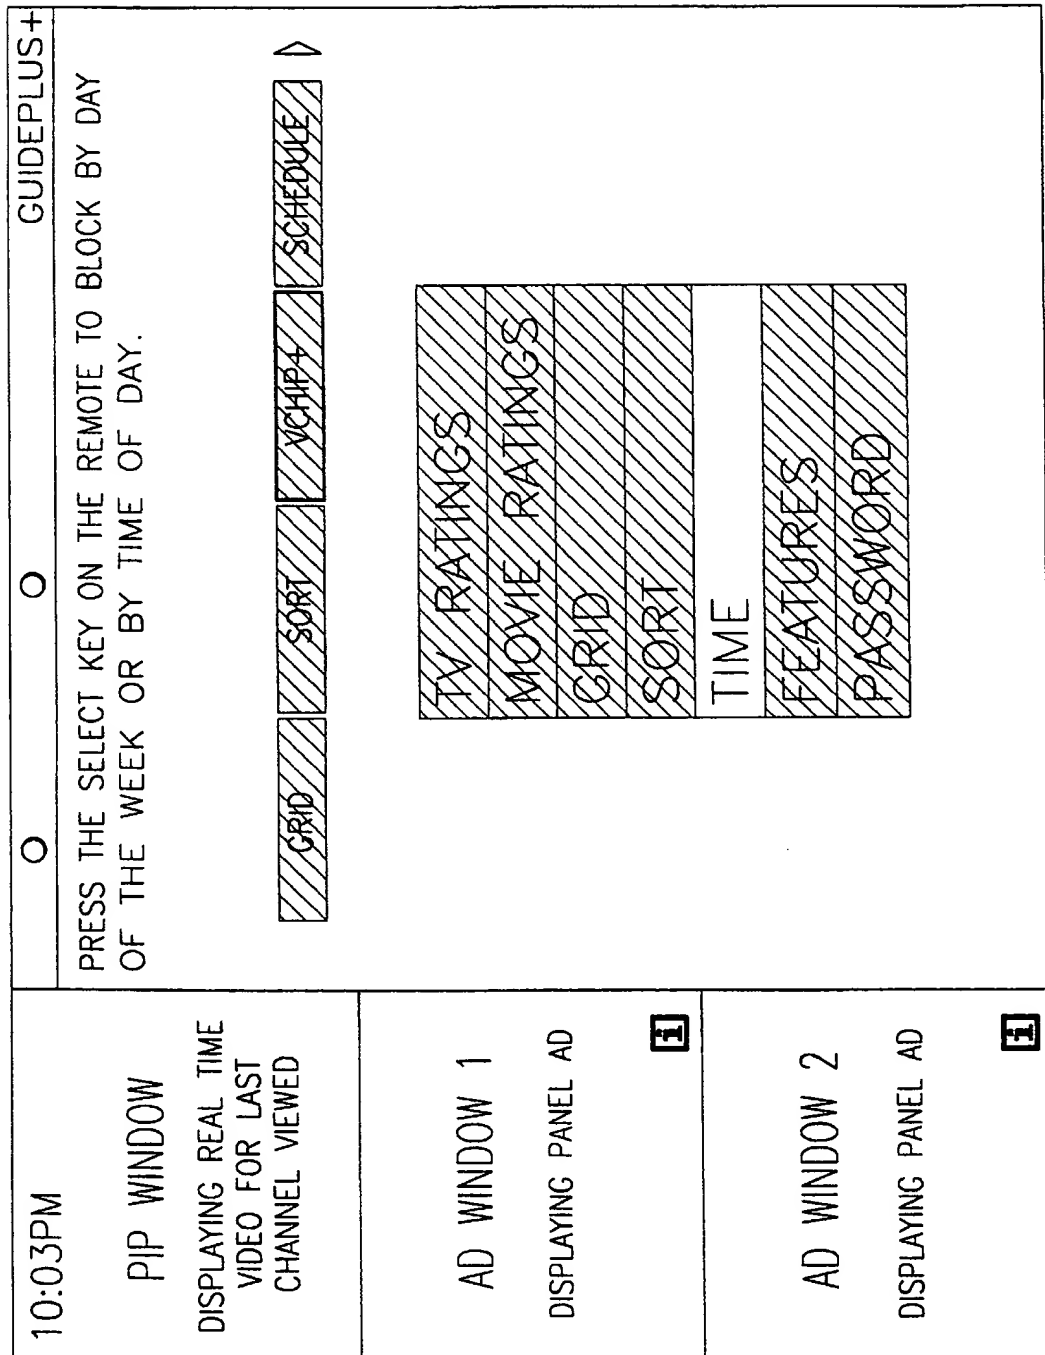 10:03PM
GUIDEPLUS+
PIP WINDOW
DISPLAYING REAL TIME
VIDEO FOR LAST
CHANNEL VIEWED
AD WINDOW 1
DISPLAYING PANEL AD
i
AD WINDOW 2
DISPLAYING PANEL AD
i
PRESS THE SELECT KEY ON THE REMOTE TO BLOCK BY DAY
OF THE WEEK OR BY TIME OF DAY.
GRID SORT VCHIP+ SCHEDULE
TV RATINGS
MOVIE RATINGS
GRID
SORT
TIME
FEATURES
PASSWORD